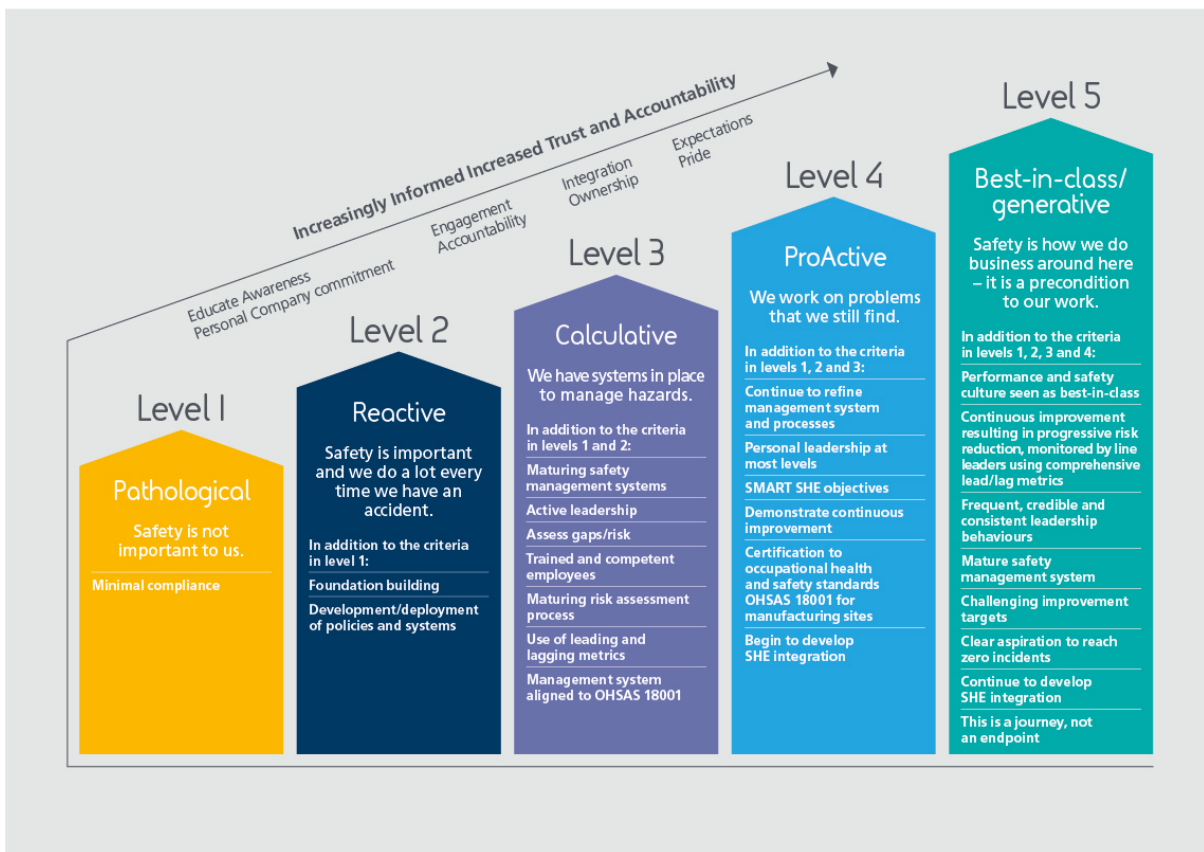 Increasingly Informed Increased Trust and Accountability
Educate Awareness
Personal Company commitment
Engagement
Accountability
Integration
Ownership
Expectations
Pride
Level 1
Pathological
Safety is not
important to us.
Minimal compliance
Level 2
Reactive
Safety is important
and we do a lot every
time we have an
accident.
In addition to the criteria
in level 1:
Foundation building
Development/deployment
of policies and systems
Level 3
Calculative
We have systems in place
to manage hazards.
In addition to the criteria
in levels 1 and 2:
Maturing safety
management systems
Active leadership
Assess gaps/risk
Trained and competent
employees
Maturing risk assessment
process
Use of leading and
lagging metrics
Management system
aligned to OHSAS 18001
Level 4
ProActive
We work on problems
that we still find.
In addition to the criteria
in levels 1, 2 and 3:
Continue to refine
management system
and processes
Personal leadership at
most levels
SMART SHE objectives
Demonstrate continuous
improvement
Certification to
occupational health
and safety standards
OHSAS 18001 for
manufacturing sites
Begin to develop
SHE integration
Level 5
Best-in-class/
generative
Safety is how we do
business around here
– it is a precondition
to our work.
In addition to the criteria
in levels 1, 2, 3 and 4:
Performance and safety
culture seen as best-in-class
Continuous improvement
resulting in progressive risk
reduction, monitored by line
leaders using comprehensive
lead/lag metrics
Frequent, credible and
consistent leadership
behaviours
Mature safety
management system
Challenging improvement
targets
Clear aspiration to reach
zero incidents
Continue to develop
SHE integration
This is a journey, not
an endpoint